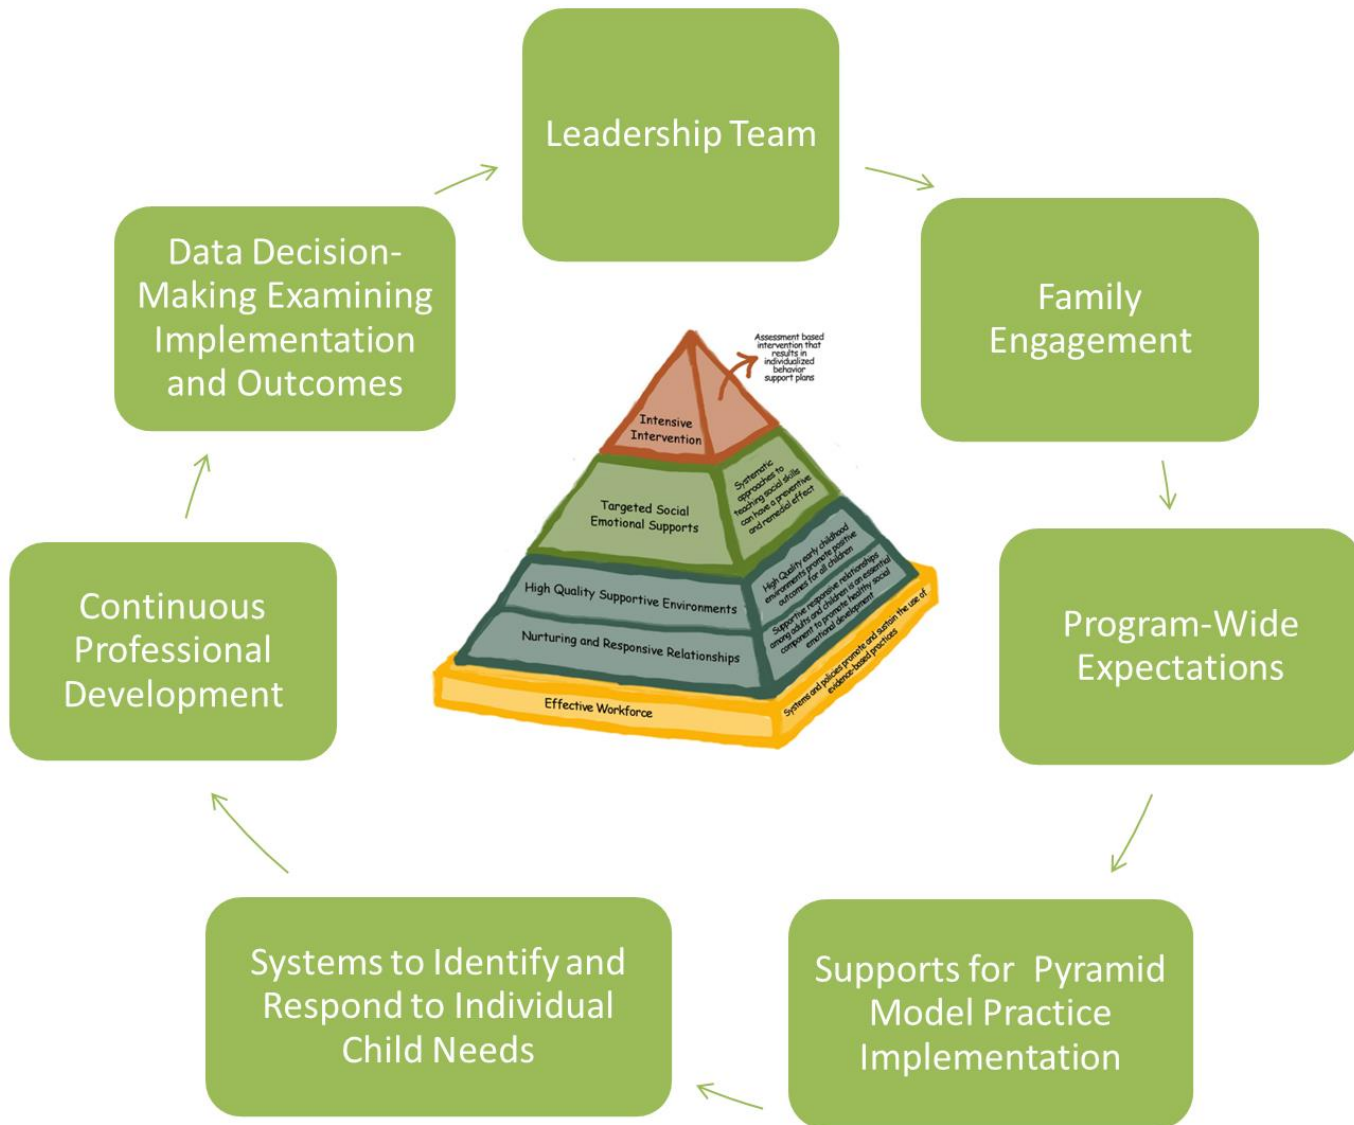 Leadership Team
Family
Engagement
Program-Wide
Expectations
Supports for Pyramid
Model Practice
Implementation
Systems to Identify and
Respond to Individual
Child Needs
Continuous
Professional
Development
Data Decision-
Making Examining
Implementation
and Outcomes
Assessment based
intervention that
results in
individualized
behavior
support plans
Intensive
Intervention
Systematic
approaches to
teaching social skills
can have a preventive
and remedial effect
Targeted Social
Emotional Supports
High Quality early childhood
environments promote positive
outcomes for all children
High Quality Supportive Environments
Supportive responsive relationships
among adults and children is an essential
component to promote healthy social
emotional development
Nurturing and Responsive Relationships
Systems and policies promote and sustain the use of
evidence-based practices
Effective Workforce